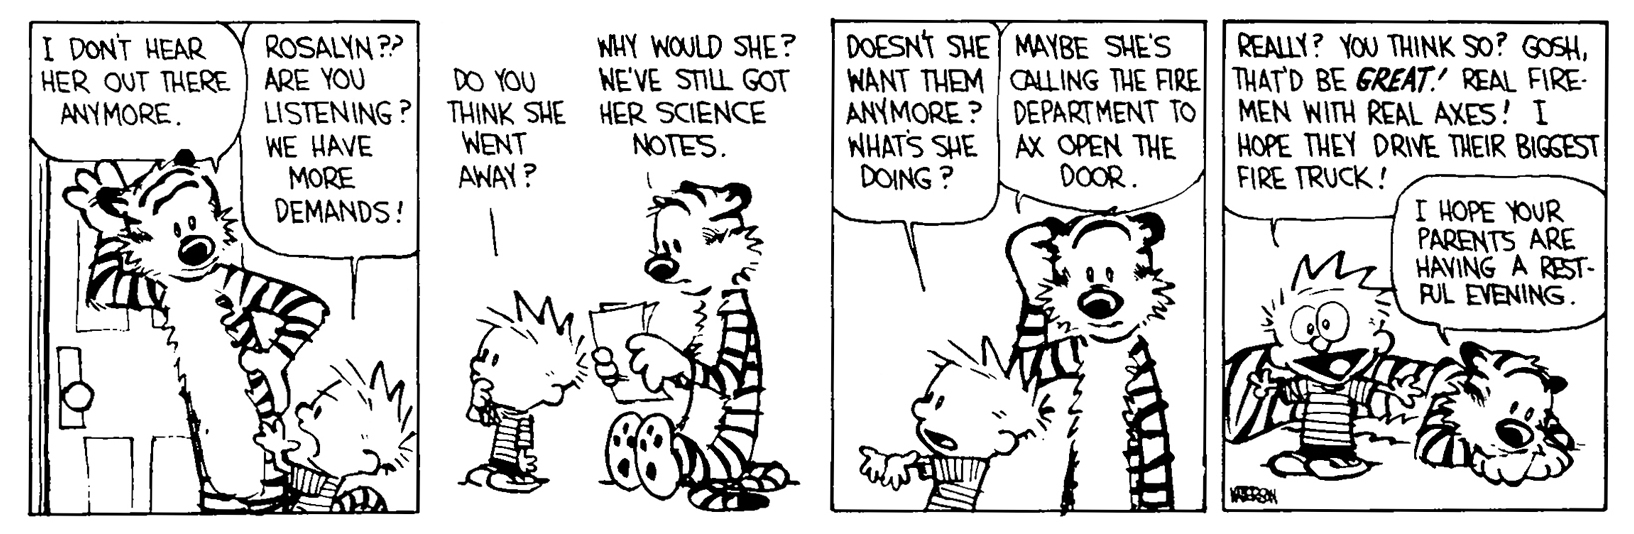 I DON'T HEAR
HER OUT THERE
ANYMORE.
ROSALYN??
ARE YOU
LISTENING?
WE HAVE
MORE
DEMANDS!
DO YOU
THINK SHE
WENT
AWAY?
WHY WOULD SHE?
WE'VE STILL GOT
HER SCIENCE
NOTES.
DOESN'T SHE
WANT THEM
ANYMORE?
WHAT'S SHE
DOING?
MAYBE SHE'S
CALLING THE FIRE
DEPARTMENT TO
AX OPEN THE
DOOR.
REALLY? YOU THINK SO? GOSH,
THAT'D BE GREAT! REAL FIRE-
MEN WITH REAL AXES! I
HOPE THEY DRIVE THEIR BIGGEST
FIRE TRUCK!
I HOPE YOUR
PARENTS ARE
HAVING A REST-
FUL EVENING.
WATTERSON